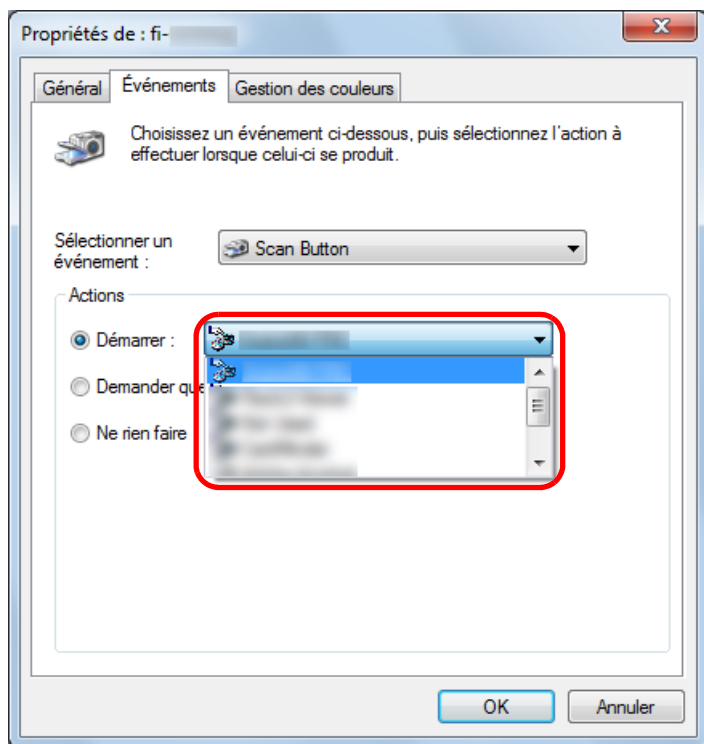 Propriétés de : fi-
Général Événements Gestion des couleurs
Choisissez un événement ci-dessous, puis sélectionnez l'action à
effectuer lorsque celui-ci se produit.
Sélectionner un
événement :
Scan Button
Actions
Démarrer :
Demander que
Ne rien faire
OK Annuler